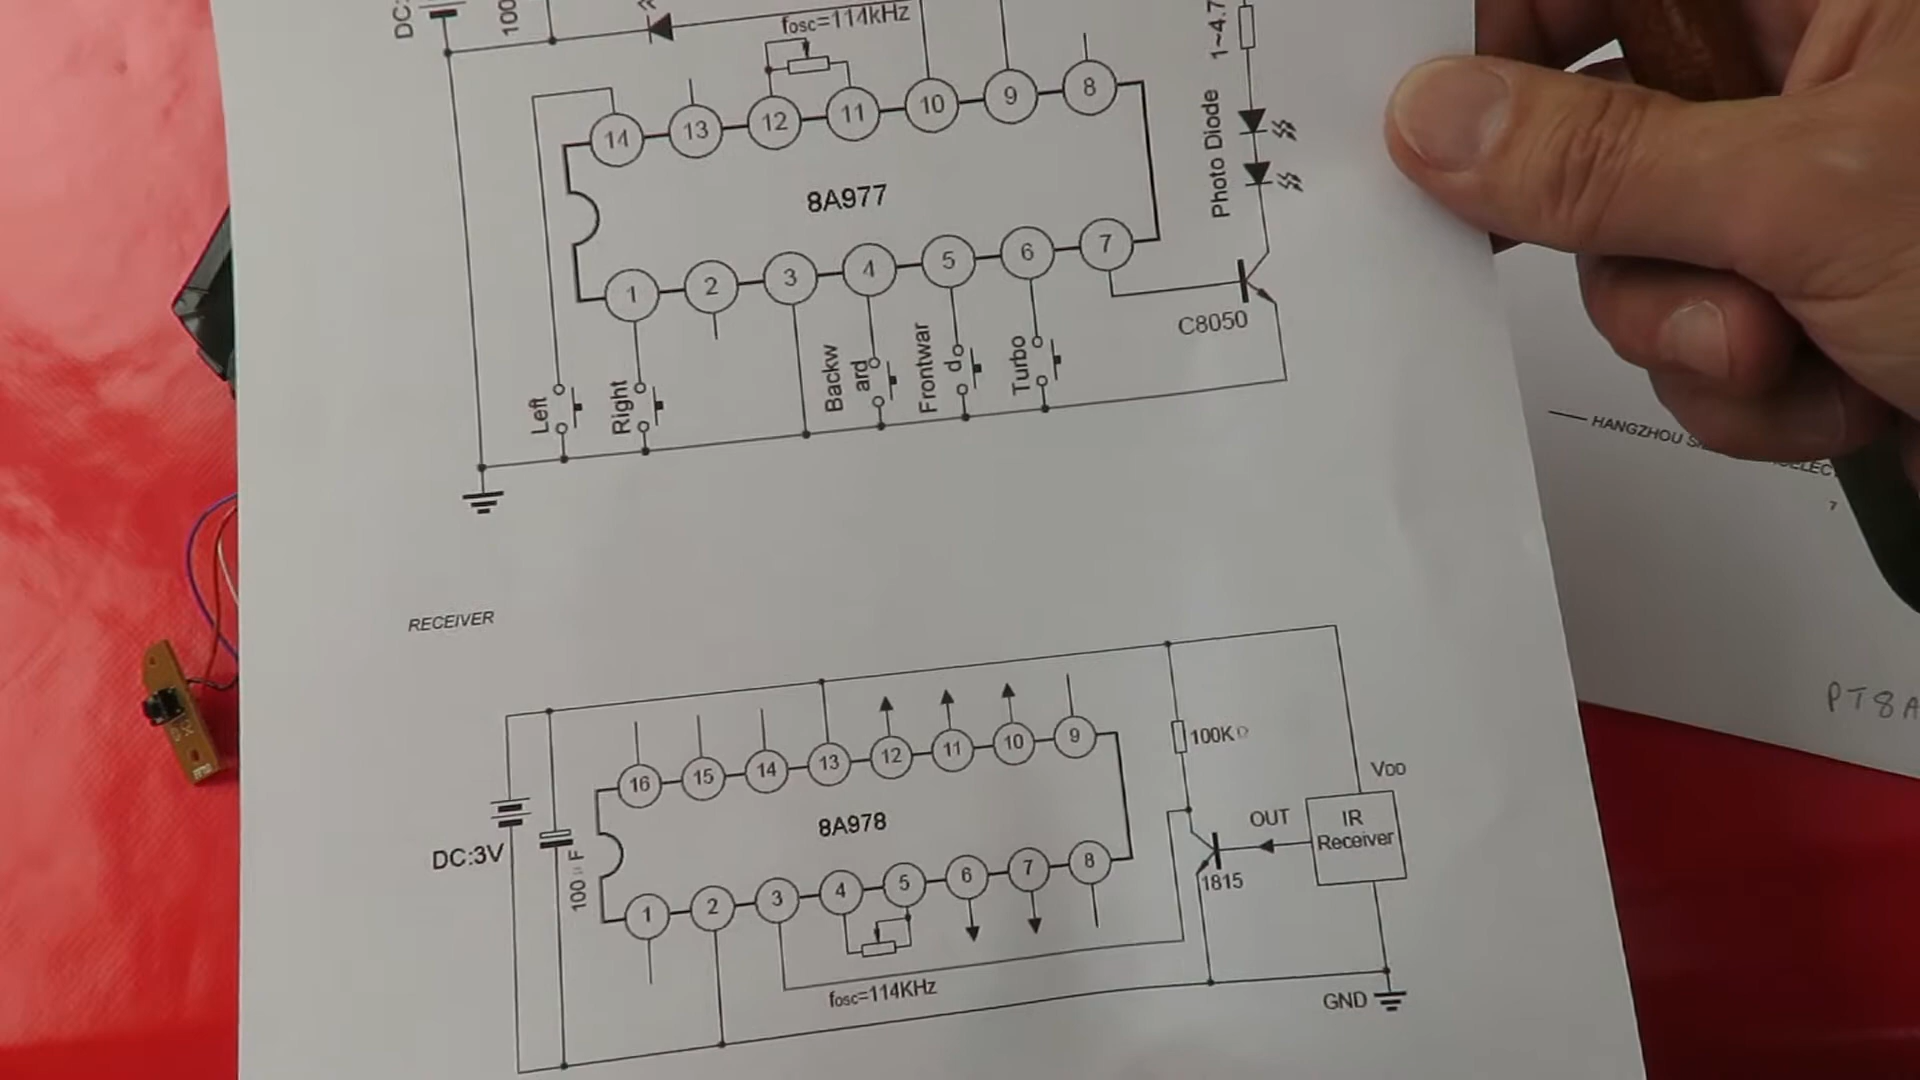 DC:
100
fosc=114kHz
1~4.7
Photo Diode
14
13
12
11
10
9
8
8A977
1
2
3
4
5
6
7
C8050
Left
Right
Backw
ard
Frontwar
d
Turbo
HANGZHOU
7
PT8A
RECEIVER
16
15
14
13
12
11
10
9
8A978
100KΩ
VDD
DC:3V
100 F
OUT
IR
Receiver
1815
1
2
3
4
5
6
7
8
fosc=114KHz
GND